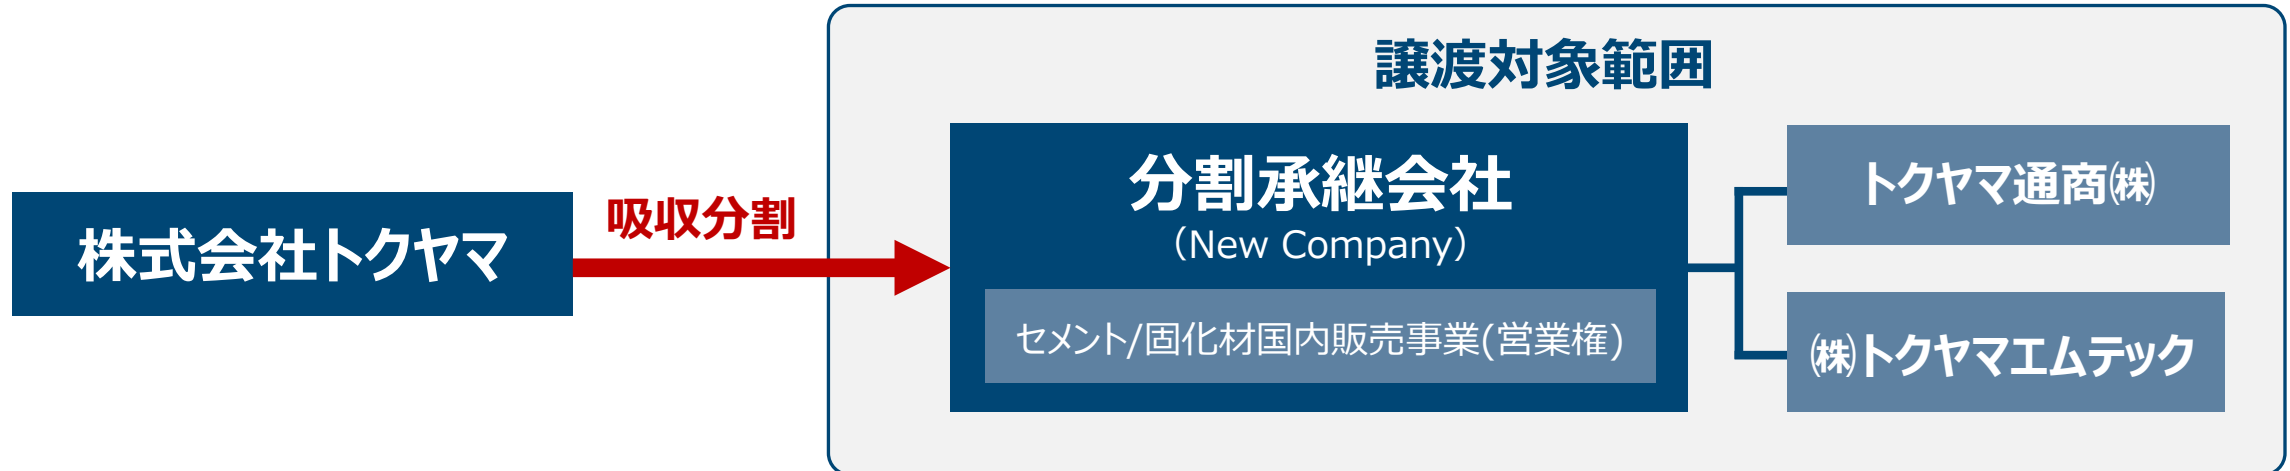 譲渡対象範囲
株式会社トクヤマ
吸収分割
分割承継会社
（New Company）
セメント/固化材国内販売事業(営業権)
トクヤマ通商㈱
㈱トクヤマエムテック